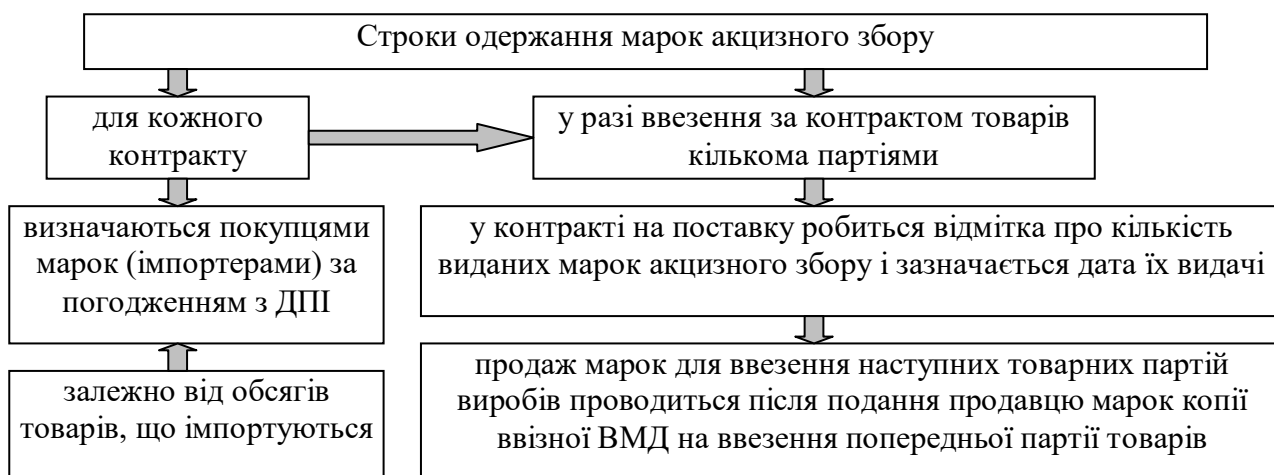 Строки одержання марок акцизного збору
для кожного
контракту
у разі ввезення за контрактом товарів
кількома партіями
визначаються покупцями
марок (імпортерами) за
погодженням з ДПІ
у контракті на поставку робиться відмітка про кількість
виданих марок акцизного збору і зазначається дата їх видачі
залежно від обсягів
товарів, що імпортуються
продаж марок для ввезення наступних товарних партій
виробів проводиться після подання продавцю марок копії
ввізної ВМД на ввезення попередньої партії товарів